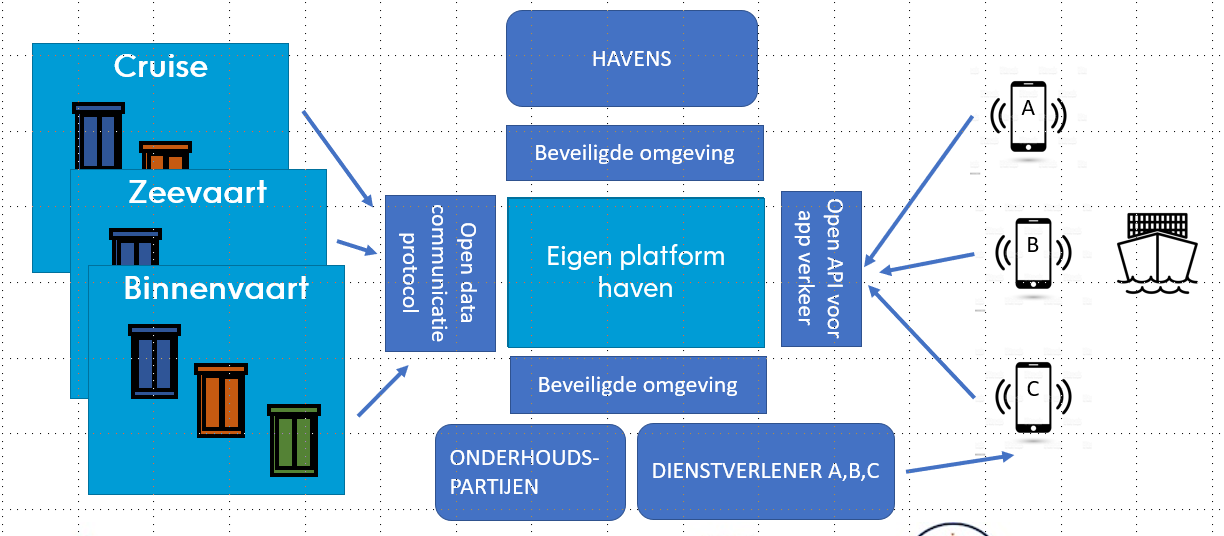 Cruise
Zeevaart
Binnenvaart
Open data
communicatie
protocol
HAVENS
Beveiligde omgeving
Eigen platform
haven
Beveiligde omgeving
ONDERHOUDS-
PARTIJEN
DIENSTVERLENER A,B,C
Open API voor
app verkeer
A
B
C